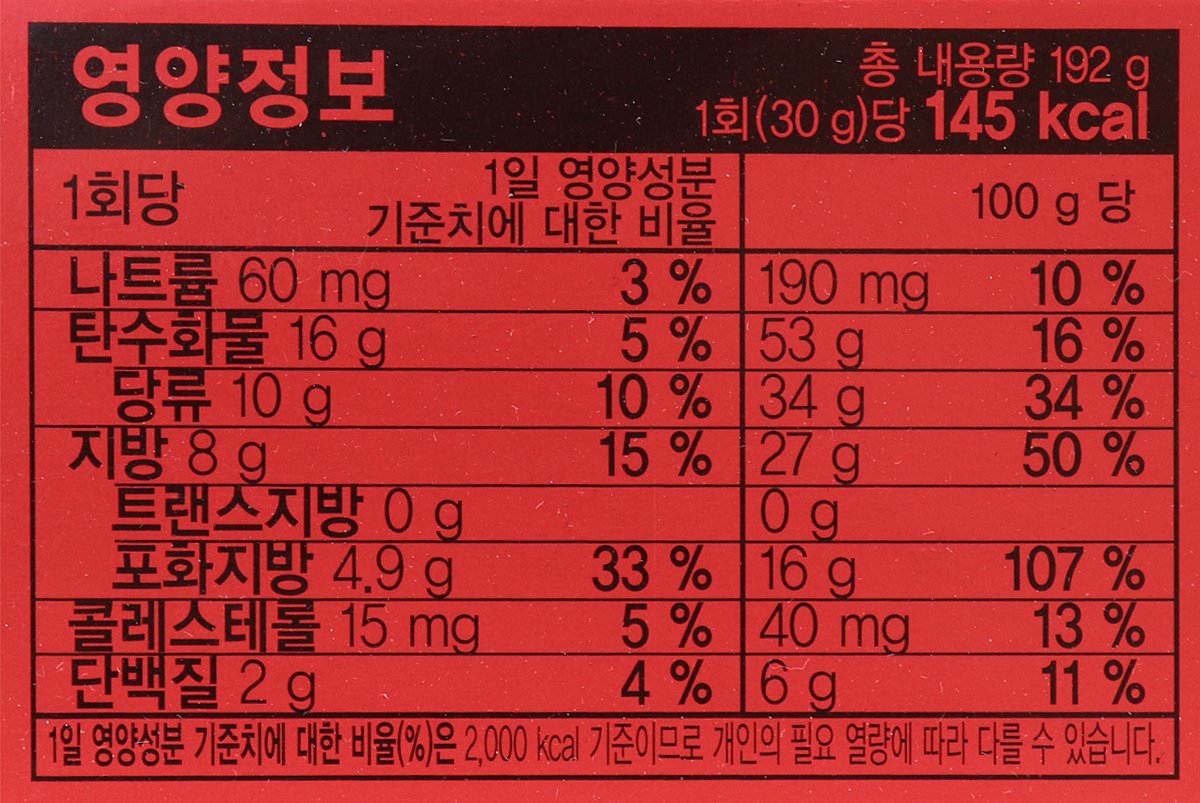 영양정보
총 내용량 192 g
1회(30 g)당 145 kcal
1회당 1일 영양성분 기준치에 대한 비율 100 g 당
나트륨 60 mg 3 % 190 mg 10 %
탄수화물 16 g 5 % 53 g 16 %
당류 10 g 10 % 34 g 34 %
지방 8 g 15 % 27 g 50 %
트랜스지방 0 g 0 g
포화지방 4.9 g 33 % 16 g 107 %
콜레스테롤 15 mg 5 % 40 mg 13 %
단백질 2 g 4 % 6 g 11 %
1일 영양성분 기준치에 대한 비율(%)은 2,000 kcal 기준이므로 개인의 필요 열량에 따라 다를 수 있습니다.